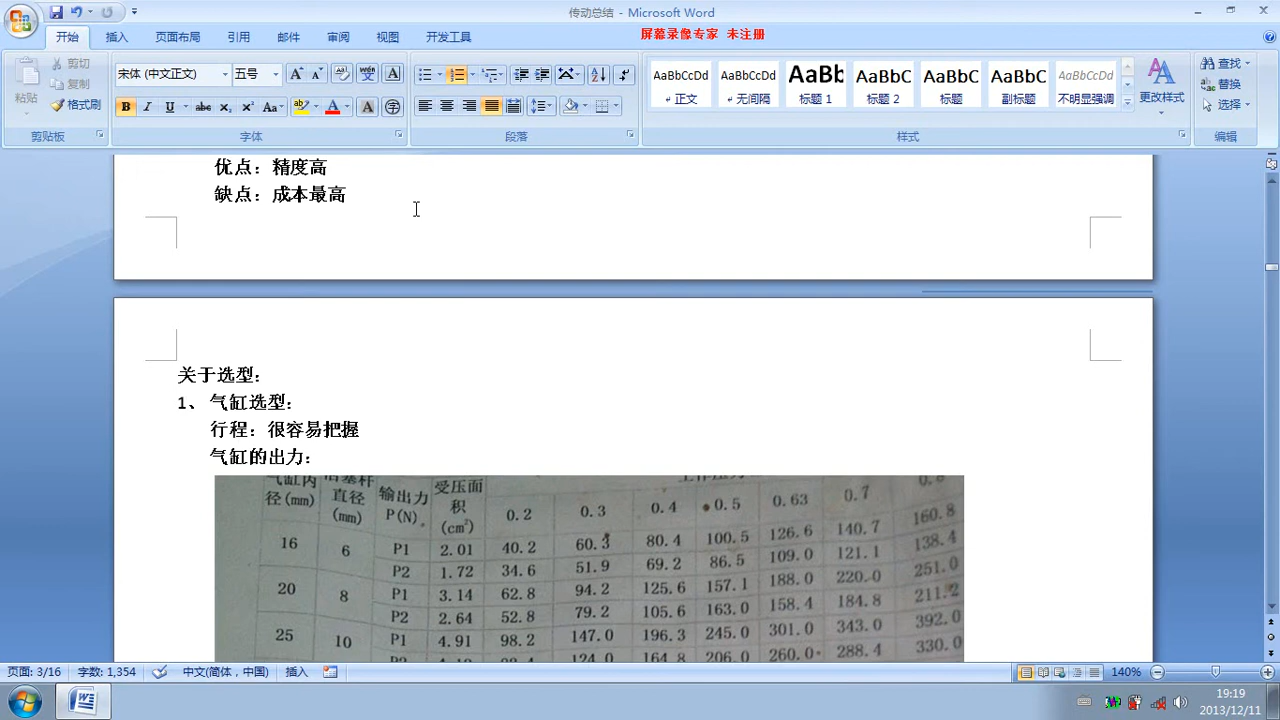 传动总结 - Microsoft Word
屏幕录像专家 未注册
开始 插入 页面布局 引用 邮件 审阅 视图 开发工具
剪切
复制
格式刷
粘贴
剪贴板
宋体 (中文正文) 五号
字体
段落
AaBbCcDd AaBbCcDd AaBb AaBbC AaBbC AaBbC AaBbCcDd
正文 无间隔 标题 1 标题 2 标题 副标题 不明显强调
更改样式
样式
查找
替换
选择
编辑
优点：精度高
缺点：成本最高
关于选型：
1、 气缸选型：
行程：很容易把握
气缸的出力：
气缸内径(mm) 活塞杆直径(mm) 输出力P(N) 受压面积(cm²)
0.2 0.3 0.4 0.5 0.63 0.7 0.8
16 6 P1 2.01 40.2 60.3 80.4 100.5 126.6 140.7 160.8
P2 1.72 34.6 51.9 69.2 86.5 109.0 121.1 138.4
20 8 P1 3.14 62.8 94.2 125.6 157.1 188.0 220.0 251.0
P2 2.64 52.8 79.2 105.6 163.0 158.4 184.8 211.2
25 10 P1 4.91 98.2 147.0 196.3 245.0 301.0 343.0 392.0
124.0 164.8 206.0 260.0 288.4 330.0
页面: 3/16 字数: 1,354 中文(简体，中国) 插入 140%
19:19
2013/12/11